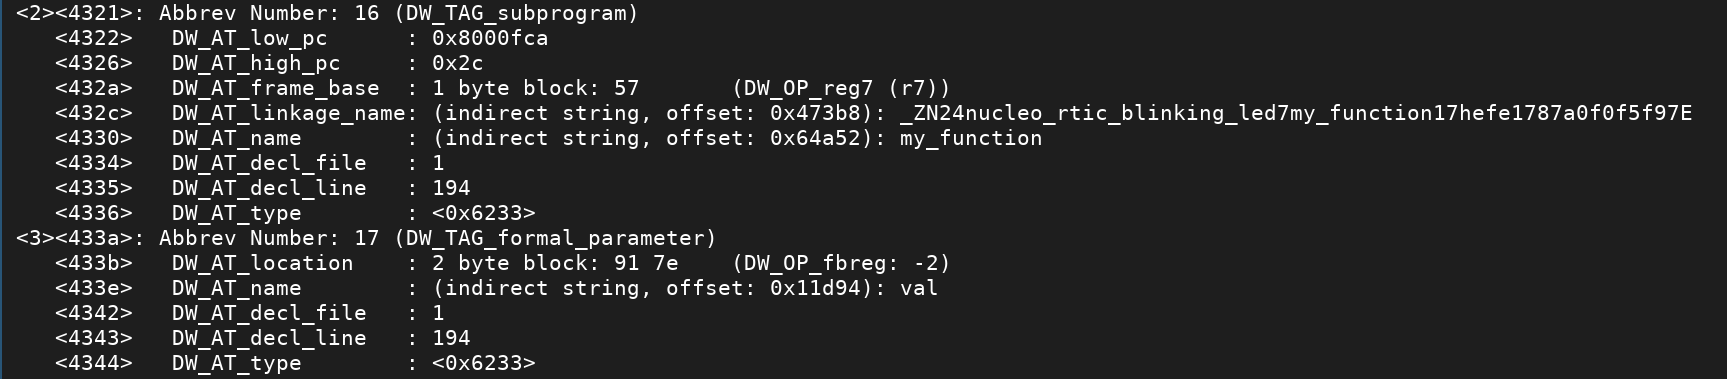 <2><4321>: Abbrev Number: 16 (DW_TAG_subprogram)
   <4322>   DW_AT_low_pc      : 0x8000fca
   <4326>   DW_AT_high_pc     : 0x2c
   <432a>   DW_AT_frame_base  : 1 byte block: 57       (DW_OP_reg7 (r7))
   <432c>   DW_AT_linkage_name: (indirect string, offset: 0x473b8): _ZN24nucleo_rtic_blinking_led7my_function17hefe1787a0f0f5f97E
   <4330>   DW_AT_name        : (indirect string, offset: 0x64a52): my_function
   <4334>   DW_AT_decl_file   : 1
   <4335>   DW_AT_decl_line   : 194
   <4336>   DW_AT_type        : <0x6233>
<3><433a>: Abbrev Number: 17 (DW_TAG_formal_parameter)
   <433b>   DW_AT_location    : 2 byte block: 91 7e    (DW_OP_fbreg: -2)
   <433e>   DW_AT_name        : (indirect string, offset: 0x11d94): val
   <4342>   DW_AT_decl_file   : 1
   <4343>   DW_AT_decl_line   : 194
   <4344>   DW_AT_type        : <0x6233>